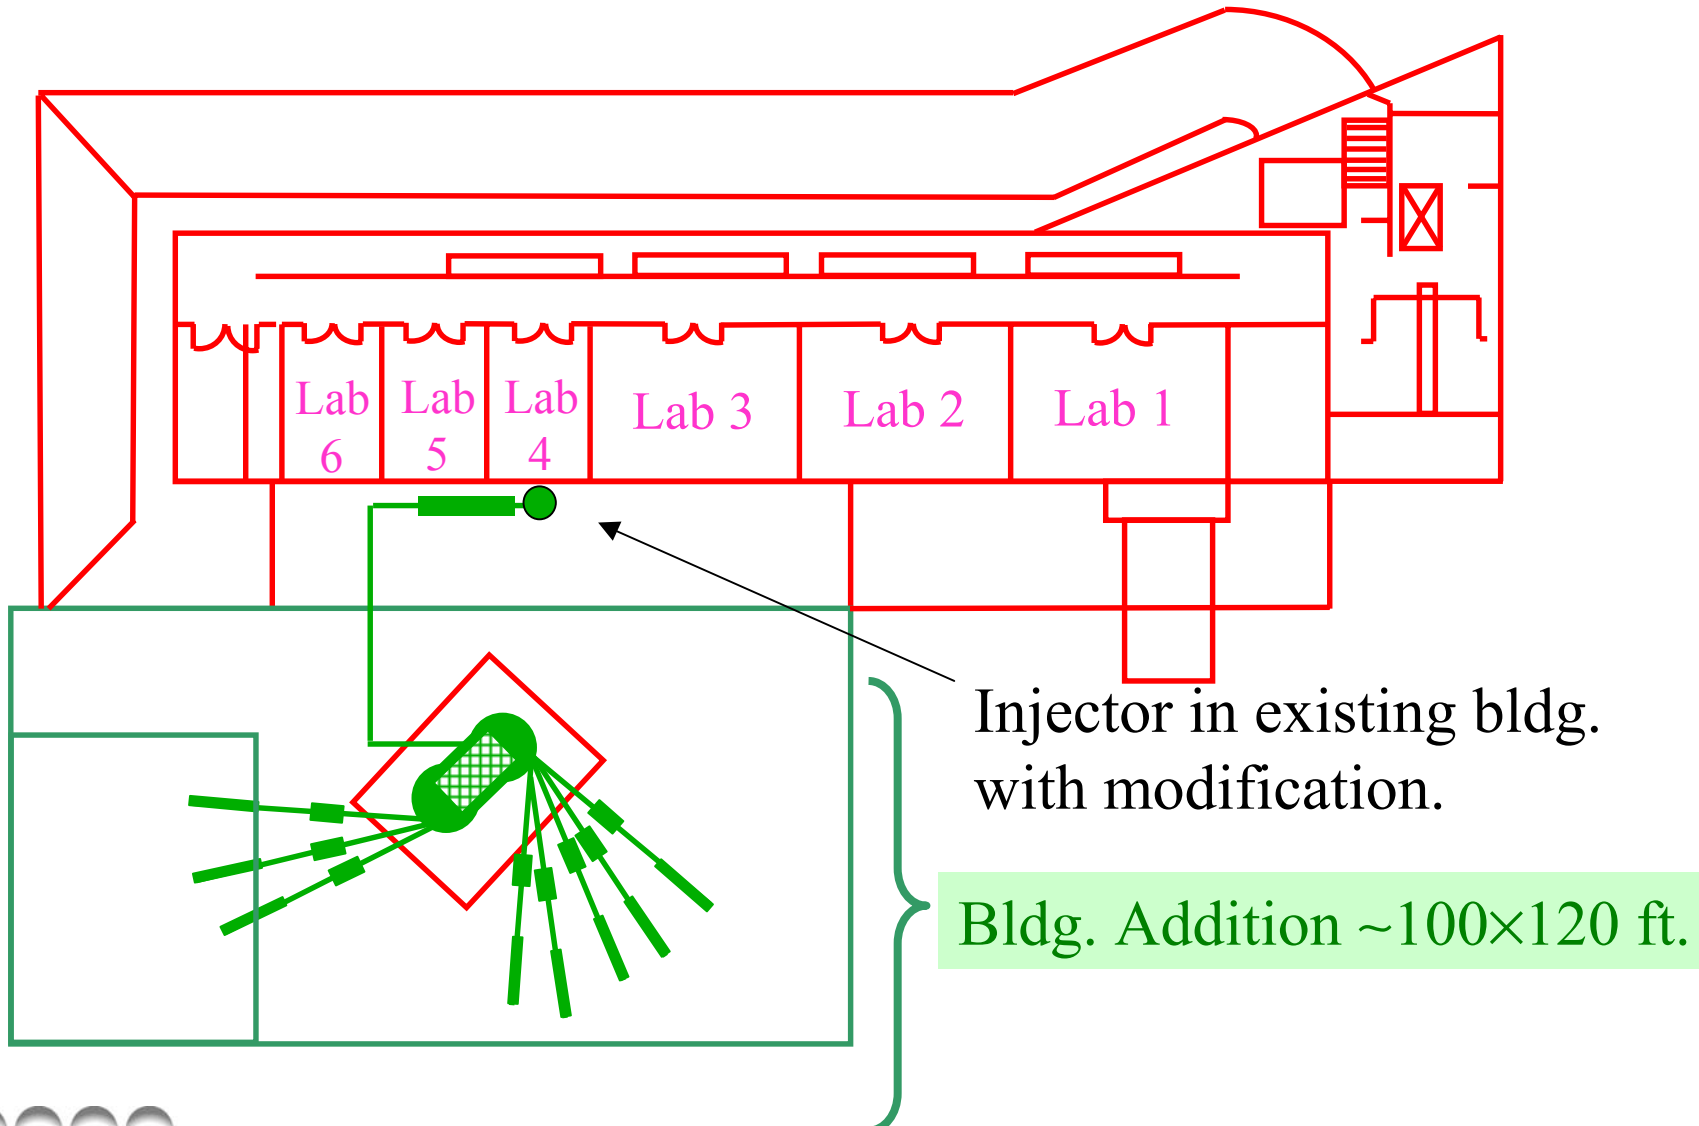 Lab
6
Lab
5
Lab
4
Lab 3
Lab 2
Lab 1
Injector in existing bldg.
with modification.
Bldg. Addition ~100×120 ft.